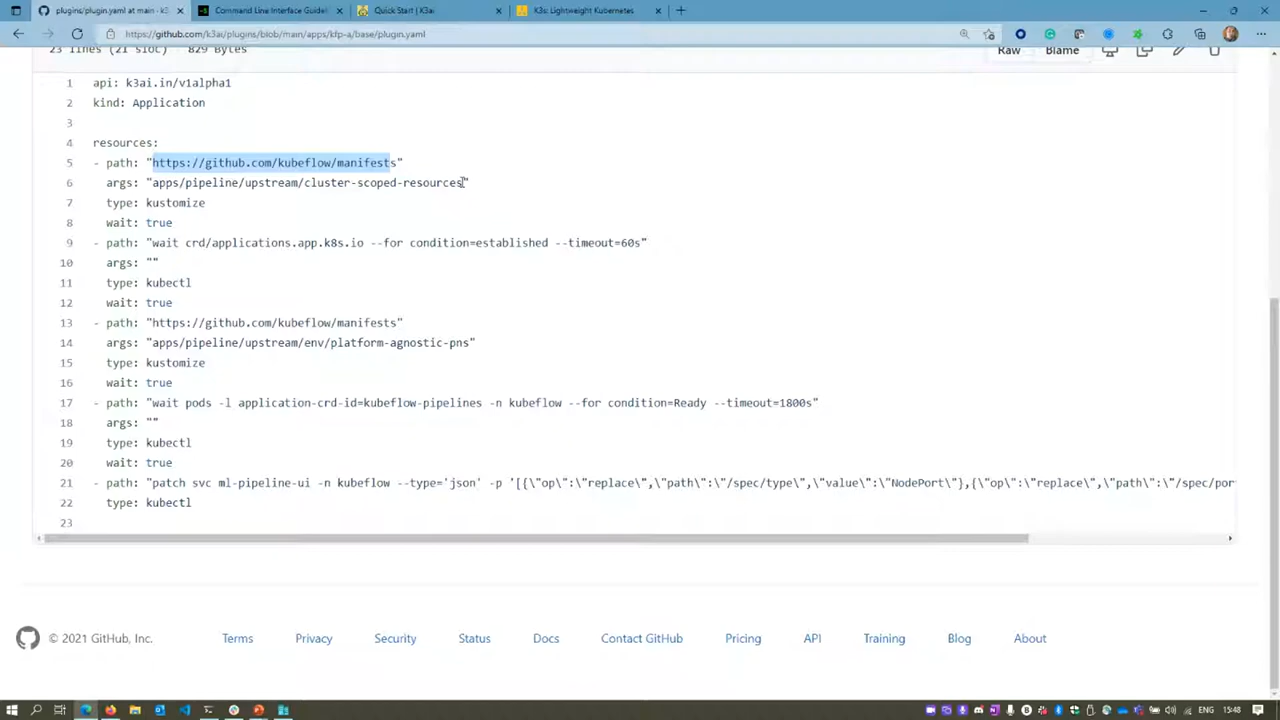 plugins/plugin.yaml at main · k3
Command Line Interface Guideli
Quick Start | K3ai
K3s: Lightweight Kubernetes
https://github.com/k3ai/plugins/blob/main/apps/kfp-a/base/plugin.yaml
23 lines (21 sloc) 829 Bytes
Raw Blame
1 api: k3ai.in/v1alpha1
2 kind: Application
3
4 resources:
5 - path: "https://github.com/kubeflow/manifests"
6 args: "apps/pipeline/upstream/cluster-scoped-resources"
7 type: kustomize
8 wait: true
9 - path: "wait crd/applications.app.k8s.io --for condition=established --timeout=60s"
10 args: ""
11 type: kubectl
12 wait: true
13 - path: "https://github.com/kubeflow/manifests"
14 args: "apps/pipeline/upstream/env/platform-agnostic-pns"
15 type: kustomize
16 wait: true
17 - path: "wait pods -l application-crd-id=kubeflow-pipelines -n kubeflow --for condition=Ready --timeout=1800s"
18 args: ""
19 type: kubectl
20 wait: true
21 - path: "patch svc ml-pipeline-ui -n kubeflow --type='json' -p '[{\"op\":\"replace\",\"path\":\"/spec/type\",\"value\":\"NodePort\"},{\"op\":\"replace\",\"path\":\"/spec/por
22 type: kubectl
23
© 2021 GitHub, Inc. Terms Privacy Security Status Docs Contact GitHub Pricing API Training Blog About
ENG 15:48